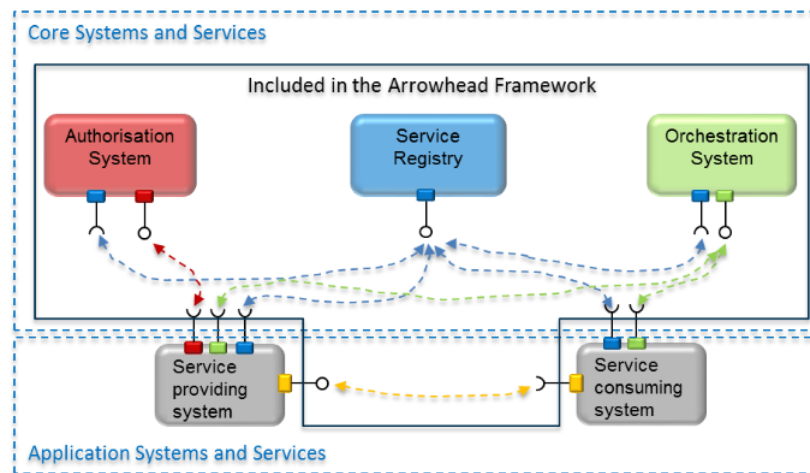 Core Systems and Services
Included in the Arrowhead Framework
Authorisation
System
Service
Registry
Orchestration
System
Service
providing
system
Service
consuming
system
Application Systems and Services